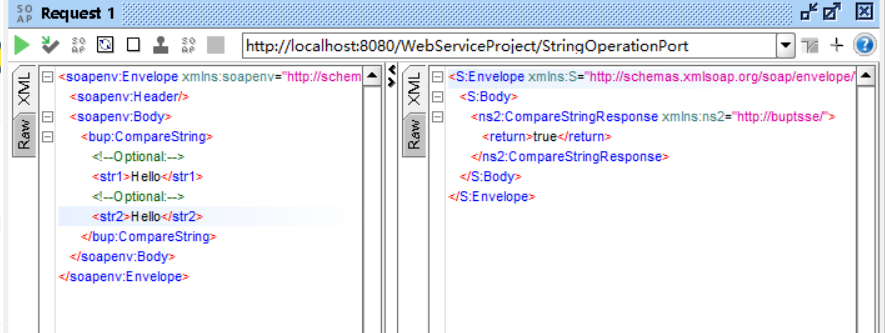 SO AP Request 1
http://localhost:8080/WebServiceProject/StringOperationPort
XML
Raw
<soapenv:Envelope xmlns:soapenv="http://schem
<soapenv:Header/>
<soapenv:Body>
<bup:CompareString>
<!--Optional:-->
<str1>Hello</str1>
<!--Optional:-->
<str2>Hello</str2>
</bup:CompareString>
</soapenv:Body>
</soapenv:Envelope>
XML
Raw
<S:Envelope xmlns:S="http://schemas.xmlsoap.org/soap/envelope/
<S:Body>
<ns2:CompareStringResponse xmlns:ns2="http://buptsse/">
<return>true</return>
</ns2:CompareStringResponse>
</S:Body>
</S:Envelope>